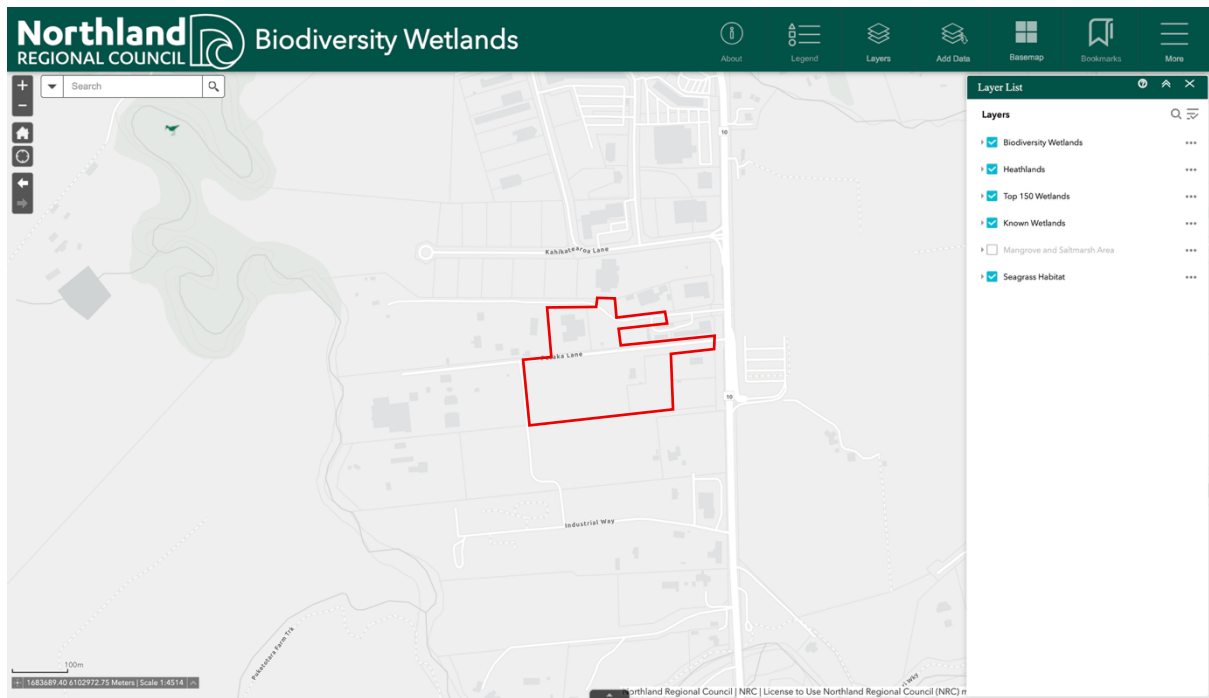 Northland
REGIONAL COUNCIL
Biodiversity Wetlands
About
Legend
Layers
Add Data
Basemap
Bookmarks
More
Search
Layer List
Layers
Biodiversity Wetlands
Heathlands
Top 150 Wetlands
Known Wetlands
Mangrove and Saltmarsh Area
Seagrass Habitat
10
Kahikatearoa Lane
Lane
10
Industrial Way
Puketotara Farm Trk
100m
1683689.40 6102972.75 Meters | Scale 1:4514
Northland Regional Council | NRC | License to Use Northland Regional Council (NRC)